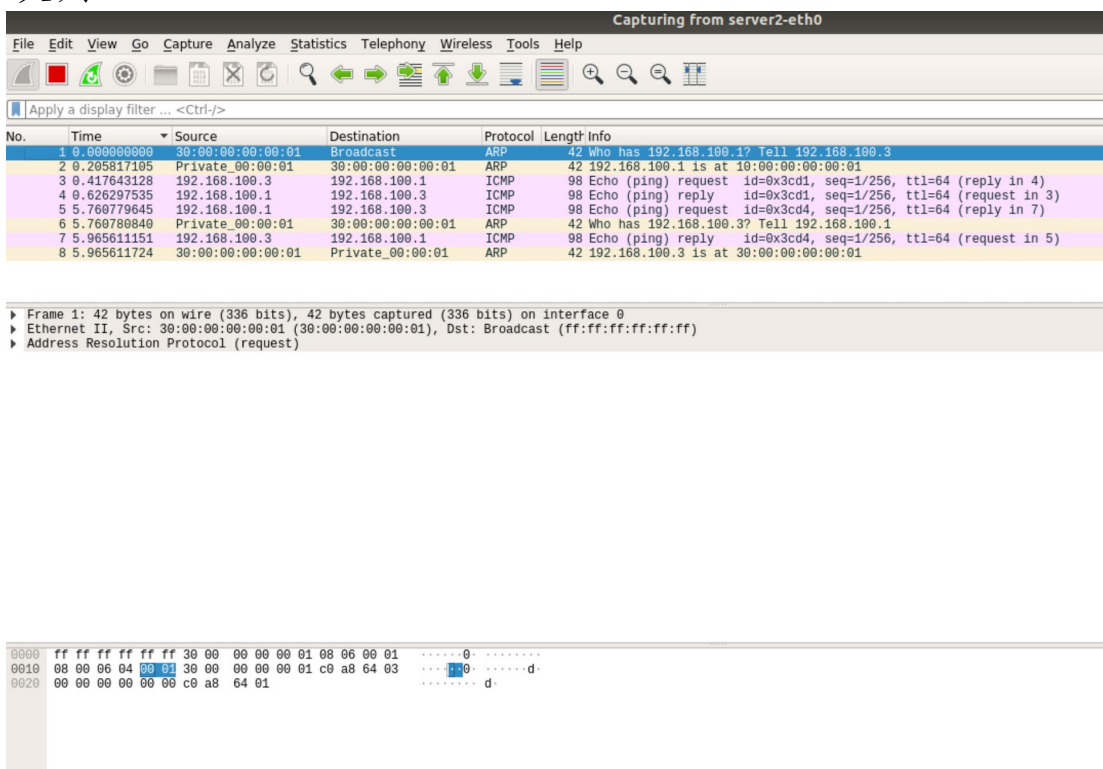 Capturing from server2-eth0
File Edit View Go Capture Analyze Statistics Telephony Wireless Tools Help
Apply a display filter ... <Ctrl-/>
No. Time Source Destination Protocol Length Info
1 0.000000000 30:00:00:00:00:01 Broadcast ARP 42 Who has 192.168.100.1? Tell 192.168.100.3
2 0.205817105 Private_00:00:01 30:00:00:00:00:01 ARP 42 192.168.100.1 is at 10:00:00:00:00:01
3 0.417643128 192.168.100.3 192.168.100.1 ICMP 98 Echo (ping) request id=0x3cd1, seq=1/256, ttl=64 (reply in 4)
4 0.626297535 192.168.100.1 192.168.100.3 ICMP 98 Echo (ping) reply id=0x3cd1, seq=1/256, ttl=64 (request in 3)
5 5.760779645 192.168.100.1 192.168.100.3 ICMP 98 Echo (ping) request id=0x3cd4, seq=1/256, ttl=64 (reply in 7)
6 5.760780840 Private_00:00:01 30:00:00:00:00:01 ARP 42 Who has 192.168.100.3? Tell 192.168.100.1
7 5.965611151 192.168.100.3 192.168.100.1 ICMP 98 Echo (ping) reply id=0x3cd4, seq=1/256, ttl=64 (request in 5)
8 5.965611724 30:00:00:00:00:01 Private_00:00:01 ARP 42 192.168.100.3 is at 30:00:00:00:00:01
Frame 1: 42 bytes on wire (336 bits), 42 bytes captured (336 bits) on interface 0
Ethernet II, Src: 30:00:00:00:00:01 (30:00:00:00:00:01), Dst: Broadcast (ff:ff:ff:ff:ff:ff)
Address Resolution Protocol (request)
0000 ff ff ff ff ff ff 30 00 00 00 00 01 08 06 00 01 ······0· ········
0010 08 00 06 04 00 01 30 00 00 00 00 01 c0 a8 64 03 ······0· ······d·
0020 00 00 00 00 00 00 c0 a8 64 01 ········ d·